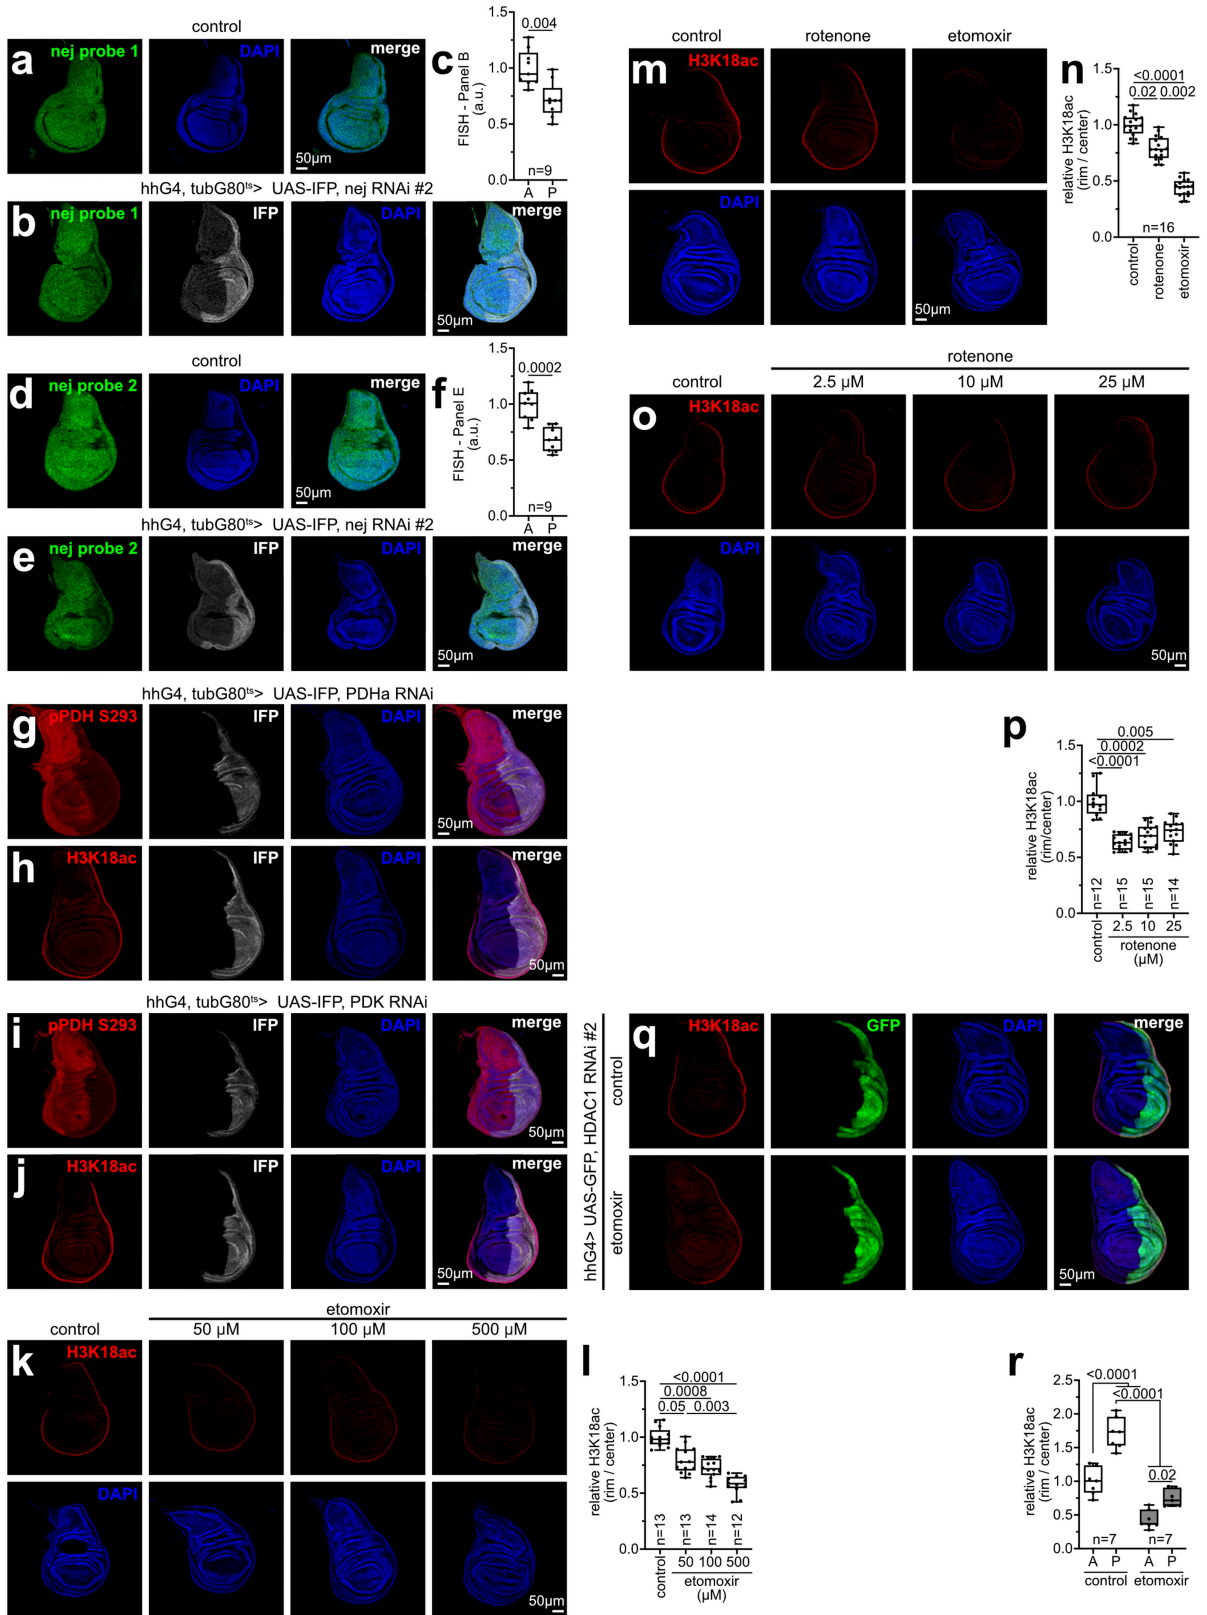 control
a
nej probe 1
DAPI
merge
50µm
c
FISH - Panel B
(a.u.)
1.5
1.0
0.5
0.0
0.004
n=9
A P
hhG4, tubG80ts> UAS-IFP, nej RNAi #2
b
nej probe 1
IFP
DAPI
merge
50µm
control
d
nej probe 2
DAPI
merge
50µm
f
FISH - Panel E
(a.u.)
1.5
1.0
0.5
0.0
0.0002
n=9
A P
hhG4, tubG80ts> UAS-IFP, nej RNAi #2
e
nej probe 2
IFP
DAPI
merge
50µm
hhG4, tubG80ts> UAS-IFP, PDHa RNAi
g
pPDH S293
IFP
DAPI
merge
50µm
h
H3K18ac
IFP
DAPI
merge
50µm
hhG4, tubG80ts> UAS-IFP, PDK RNAi
i
pPDH S293
IFP
DAPI
merge
50µm
j
H3K18ac
IFP
DAPI
merge
50µm
etomoxir
control 50 µM 100 µM 500 µM
k
H3K18ac
DAPI
50µm
l
relative H3K18ac
(rim / center)
1.5
1.0
0.5
0.0
<0.0001
0.0008
0.05 0.003
n=13
n=13
n=14
n=12
control
50 100 500
etomoxir
(µM)
control rotenone etomoxir
m
H3K18ac
DAPI
50µm
n
relative H3K18ac
(rim / center)
1.5
1.0
0.5
0.0
<0.0001
0.02 0.002
n=16
control
rotenone
etomoxir
rotenone
control 2.5 µM 10 µM 25 µM
o
H3K18ac
DAPI
50µm
p
relative H3K18ac
(rim/center)
1.5
1.0
0.5
0.0
0.005
0.0002
<0.0001
n=12
n=15
n=15
n=14
control
2.5 10 25
rotenone
(µM)
hhG4> UAS-GFP, HDAC1 RNAi #2
control
etomoxir
q
H3K18ac
GFP
DAPI
merge
50µm
r
relative H3K18ac
(rim / center)
2.5
2.0
1.5
1.0
0.5
0.0
<0.0001
<0.0001
0.02
n=7 n=7
A P A P
control etomoxir